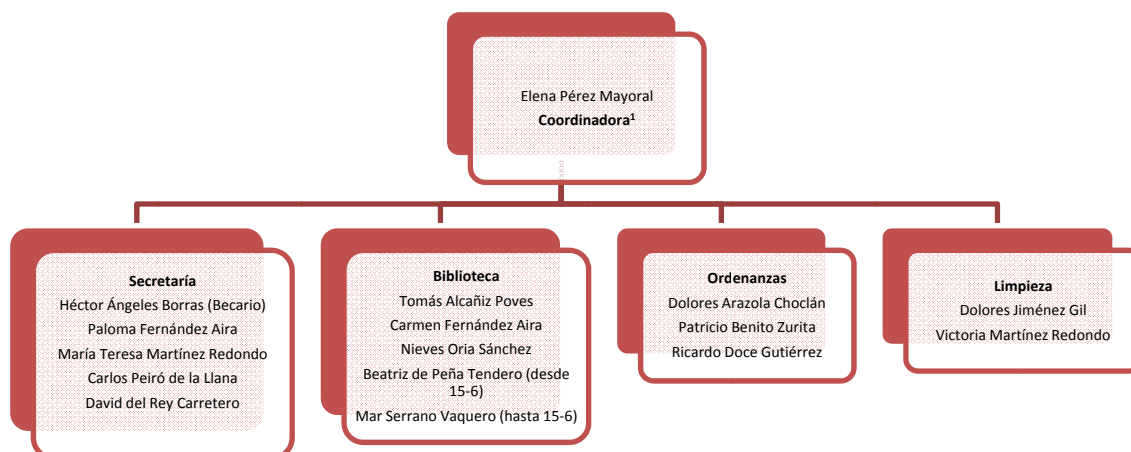 Elena Pérez Mayoral
Coordinadora¹
Secretaría
Héctor Ángeles Borras (Becario)
Paloma Fernández Aira
María Teresa Martínez Redondo
Carlos Peiró de la Llana
David del Rey Carretero
Biblioteca
Tomás Alcañiz Poves
Carmen Fernández Aira
Nieves Oria Sánchez
Beatriz de Peña Tendero (desde
15-6)
Mar Serrano Vaquero (hasta 15-6)
Ordenanzas
Dolores Arazola Choclán
Patricio Benito Zurita
Ricardo Doce Gutiérrez
Limpieza
Dolores Jiménez Gil
Victoria Martínez Redondo